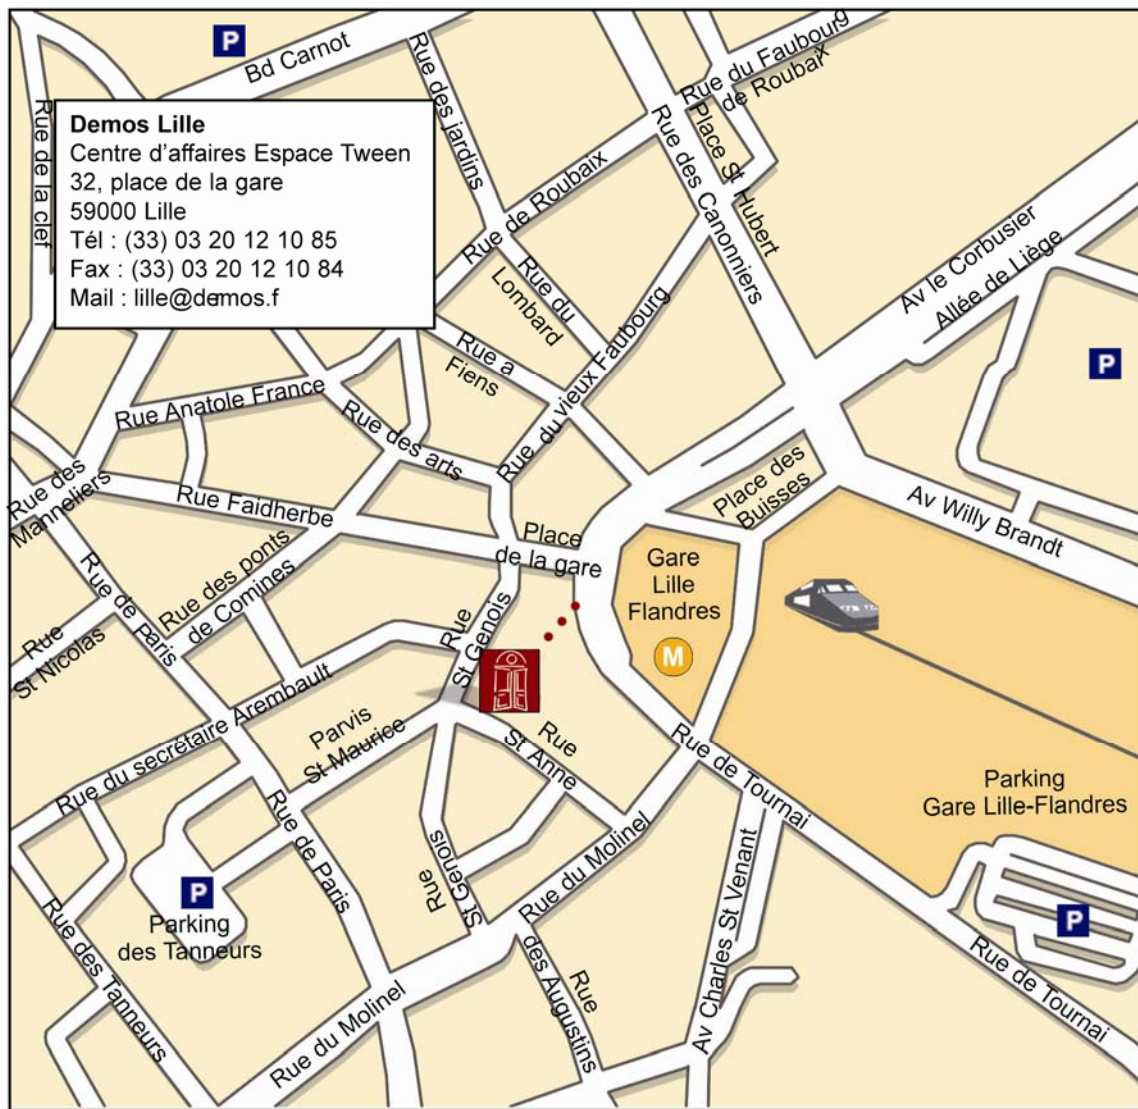 P
Bd Carnot
Rue des jardins
Rue du Faubourg
de Roubaix
Rue de la clef
Demos Lille
Centre d'affaires Espace Tween
32, place de la gare
59000 Lille
Tél : (33) 03 20 12 10 85
Fax : (33) 03 20 12 10 84
Mail : lille@demos.f
Rue de Roubaix
Place St Hubert
Rue des Canonniers
Av le Corbusier
Allée de Liège
Rue du
Lombard
Rue a
Fiens
Rue du vieux Faubourg
P
Rue Anatole France
Rue des arts
Rue des
Manneliers
Rue Faidherbe
Place des
Buisses
Av Willy Brandt
Place
de la gare
Gare
Lille
Flandres
M
Rue des ponts
de Comines
Rue de Paris
Rue
St Nicolas
Rue
St Genois
Rue du secrétaire Arembault
Parvis
St Maurice
Rue
St Anne
Rue de Tournai
Parking
Gare Lille-Flandres
P
Rue de Paris
Rue
St Genois
Rue du Molinel
Av Charles St Venant
P
Parking
des Tanneurs
Rue des Tanneurs
Rue du Molinel
Rue
des Augustins
Rue de Tournai